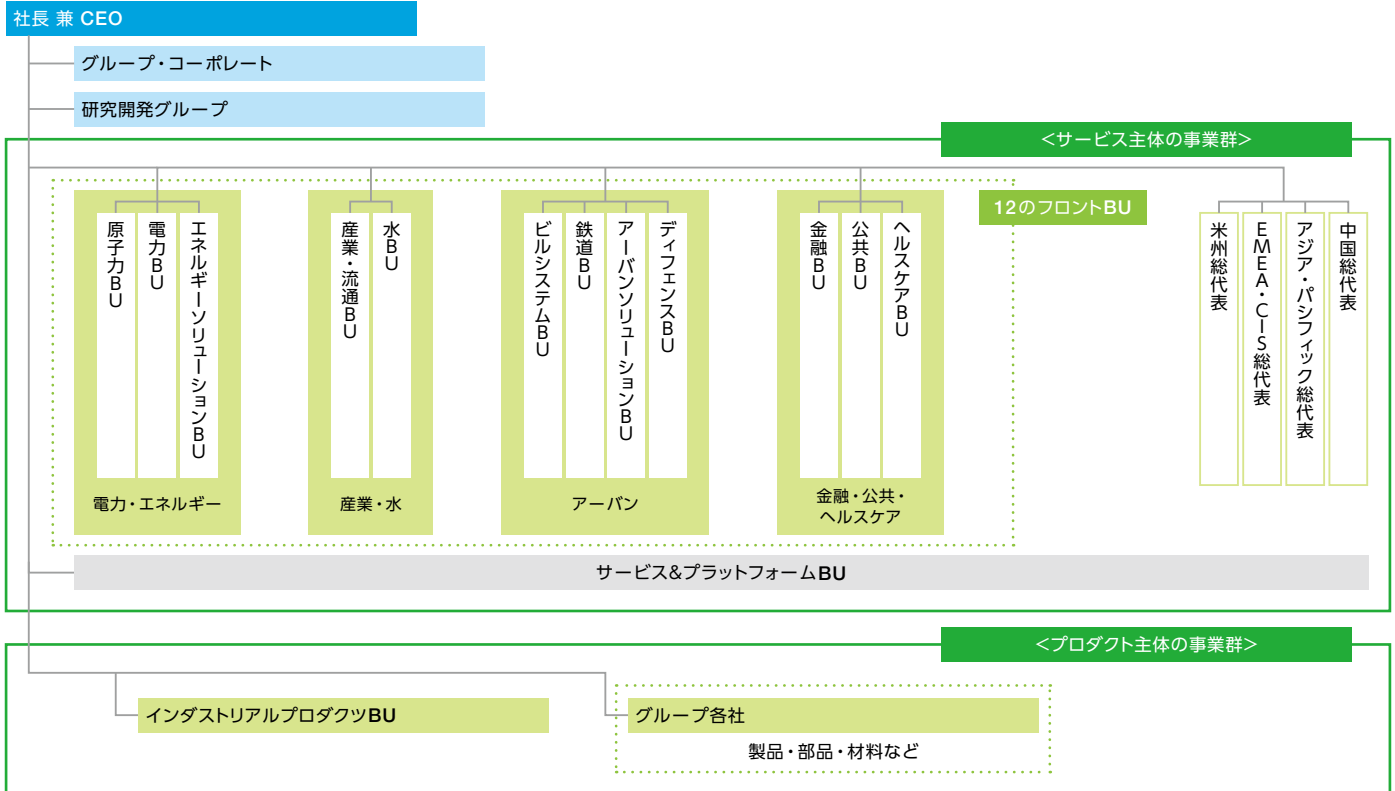 社長 兼 CEO
グループ・コーポレート
研究開発グループ
<サービス主体の事業群>
12のフロントBU
原子力BU
電力BU
エネルギーソリューションBU
電力・エネルギー
産業・流通BU
水BU
産業・水
ビルシステムBU
鉄道BU
アーバンソリューションBU
ディフェンスBU
アーバン
金融BU
公共BU
ヘルスケアBU
金融・公共・
ヘルスケア
米州総代表
EMEA・CIS総代表
アジア・パシフィック総代表
中国総代表
サービス&プラットフォームBU
<プロダクト主体の事業群>
インダストリアルプロダクツBU
グループ各社
製品・部品・材料など